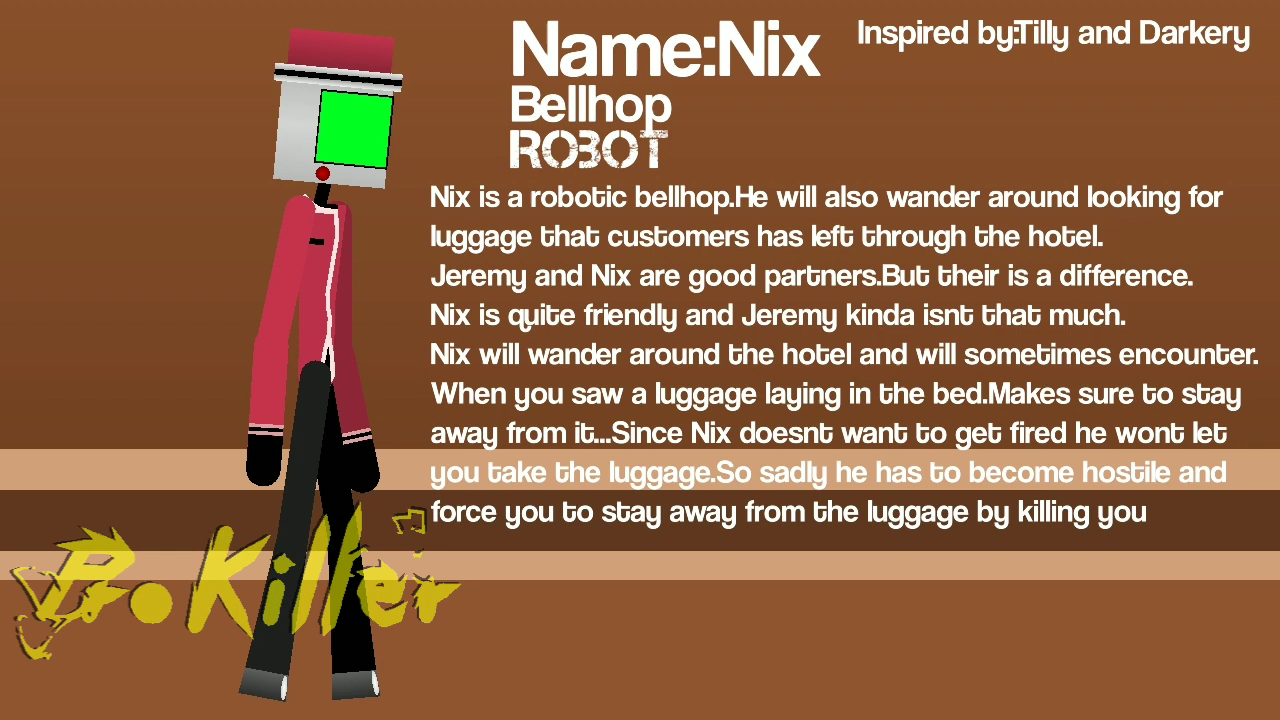 Name:Nix
Inspired by:Tilly and Darkery
Bellhop
ROBOT
Nix is a robotic bellhop.He will also wander around looking for
luggage that customers has left through the hotel.
Jeremy and Nix are good partners.But their is a difference.
Nix is quite friendly and Jeremy kinda isnt that much.
Nix will wander around the hotel and will sometimes encounter.
When you saw a luggage laying in the bed.Makes sure to stay
away from it...Since Nix doesnt want to get fired he wont let
you take the luggage.So sadly he has to become hostile and
force you to stay away from the luggage by killing you
Pr•Killer